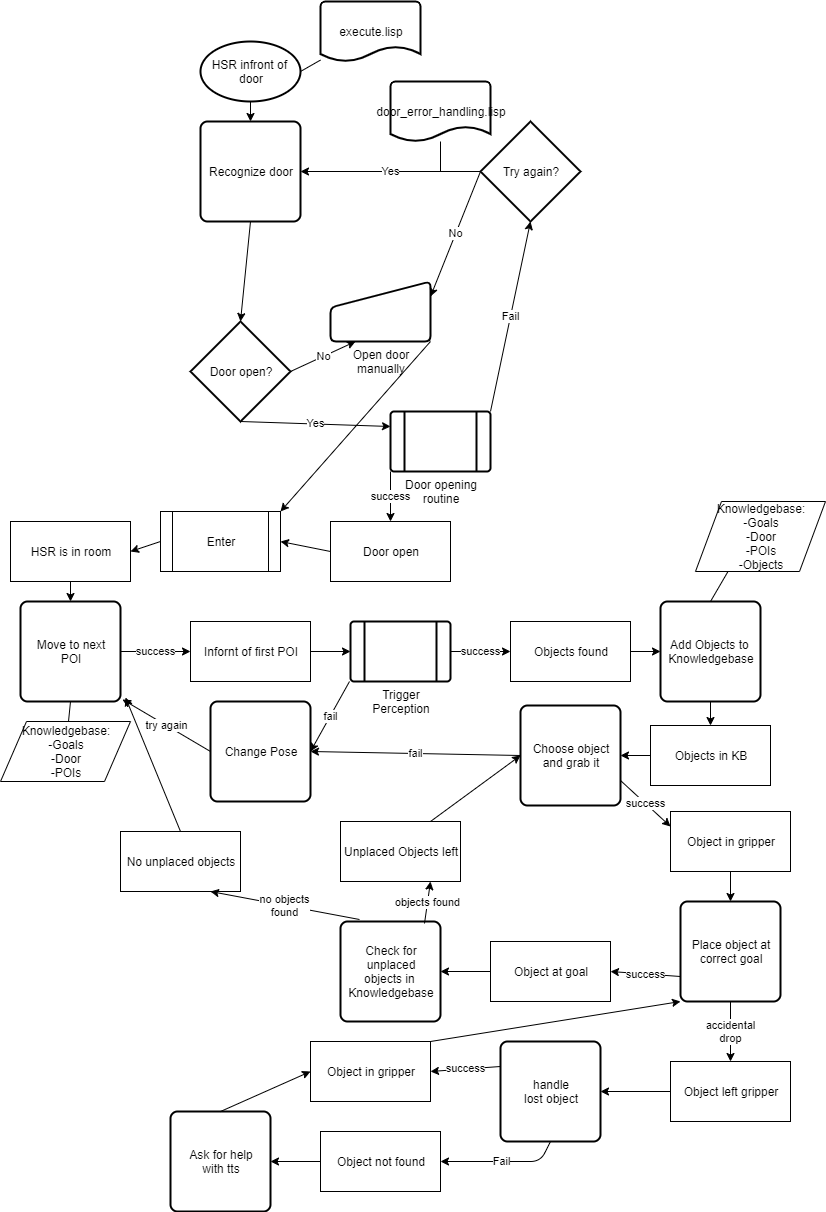 execute.lisp
HSR infront of
door
door_error_handling.lisp
Recognize door
Yes
Try again?
No
Fail
Door open?
No
Open door
manually
Yes
Door opening
routine
success
Knowledgebase:
-Goals
-Door
-POIs
-Objects
HSR is in room
Enter
Door open
Move to next
POI
success
Infornt of first POI
Trigger
Perception
success
Objects found
Add Objects to
Knowledgebase
Knowledgebase:
-Goals
-Door
-POIs
try again
Change Pose
fail
fail
Choose object
and grab it
Objects in KB
success
No unplaced objects
Unplaced Objects left
Object in gripper
no objects
found
objects found
Check for
unplaced
objects in
Knowledgebase
Object at goal
success
Place object at
correct goal
accidental
drop
Object in gripper
success
handle
lost object
Object left gripper
Ask for help
with tts
Object not found
Fail